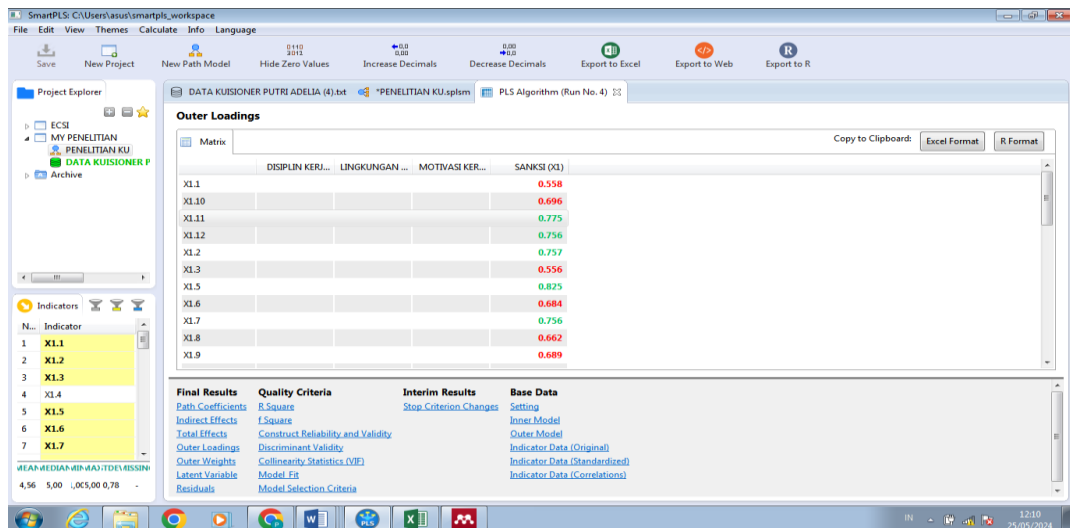 SmartPLS: C:\Users\asus\smartpls_workspace
File Edit View Themes Calculate Info Language
Save New Project New Path Model Hide Zero Values Increase Decimals Decrease Decimals Export to Excel Export to Web Export to R
Project Explorer
ECSI
MY PENELITIAN
PENELITIAN KU
DATA KUISIONER P
Archive
DATA KUISIONER PUTRI ADELIA (4).txt *PENELITIAN KU.splsm PLS Algorithm (Run No. 4)
Outer Loadings
Matrix Copy to Clipboard: Excel Format R Format
DISIPLIN KERJ... LINGKUNGAN ... MOTIVASI KER... SANKSI (X1)
X1.1 0.558
X1.10 0.696
X1.11 0.775
X1.12 0.756
X1.2 0.757
X1.3 0.556
X1.5 0.825
X1.6 0.684
X1.7 0.756
X1.8 0.662
X1.9 0.689
Indicators
N... Indicator
1 X1.1
2 X1.2
3 X1.3
4 X1.4
5 X1.5
6 X1.6
7 X1.7
4,56 5,00 0,78 -
Final Results Quality Criteria Interim Results Base Data
Path Coefficients R Square Stop Criterion Changes Setting
Indirect Effects f Square Inner Model
Total Effects Construct Reliability and Validity Outer Model
Outer Loadings Discriminant Validity Indicator Data (Original)
Outer Weights Collinearity Statistics (VIF) Indicator Data (Standardized)
Latent Variable Model_Fit Indicator Data (Correlations)
Residuals Model Selection Criteria
IN 12:10
25/05/2024